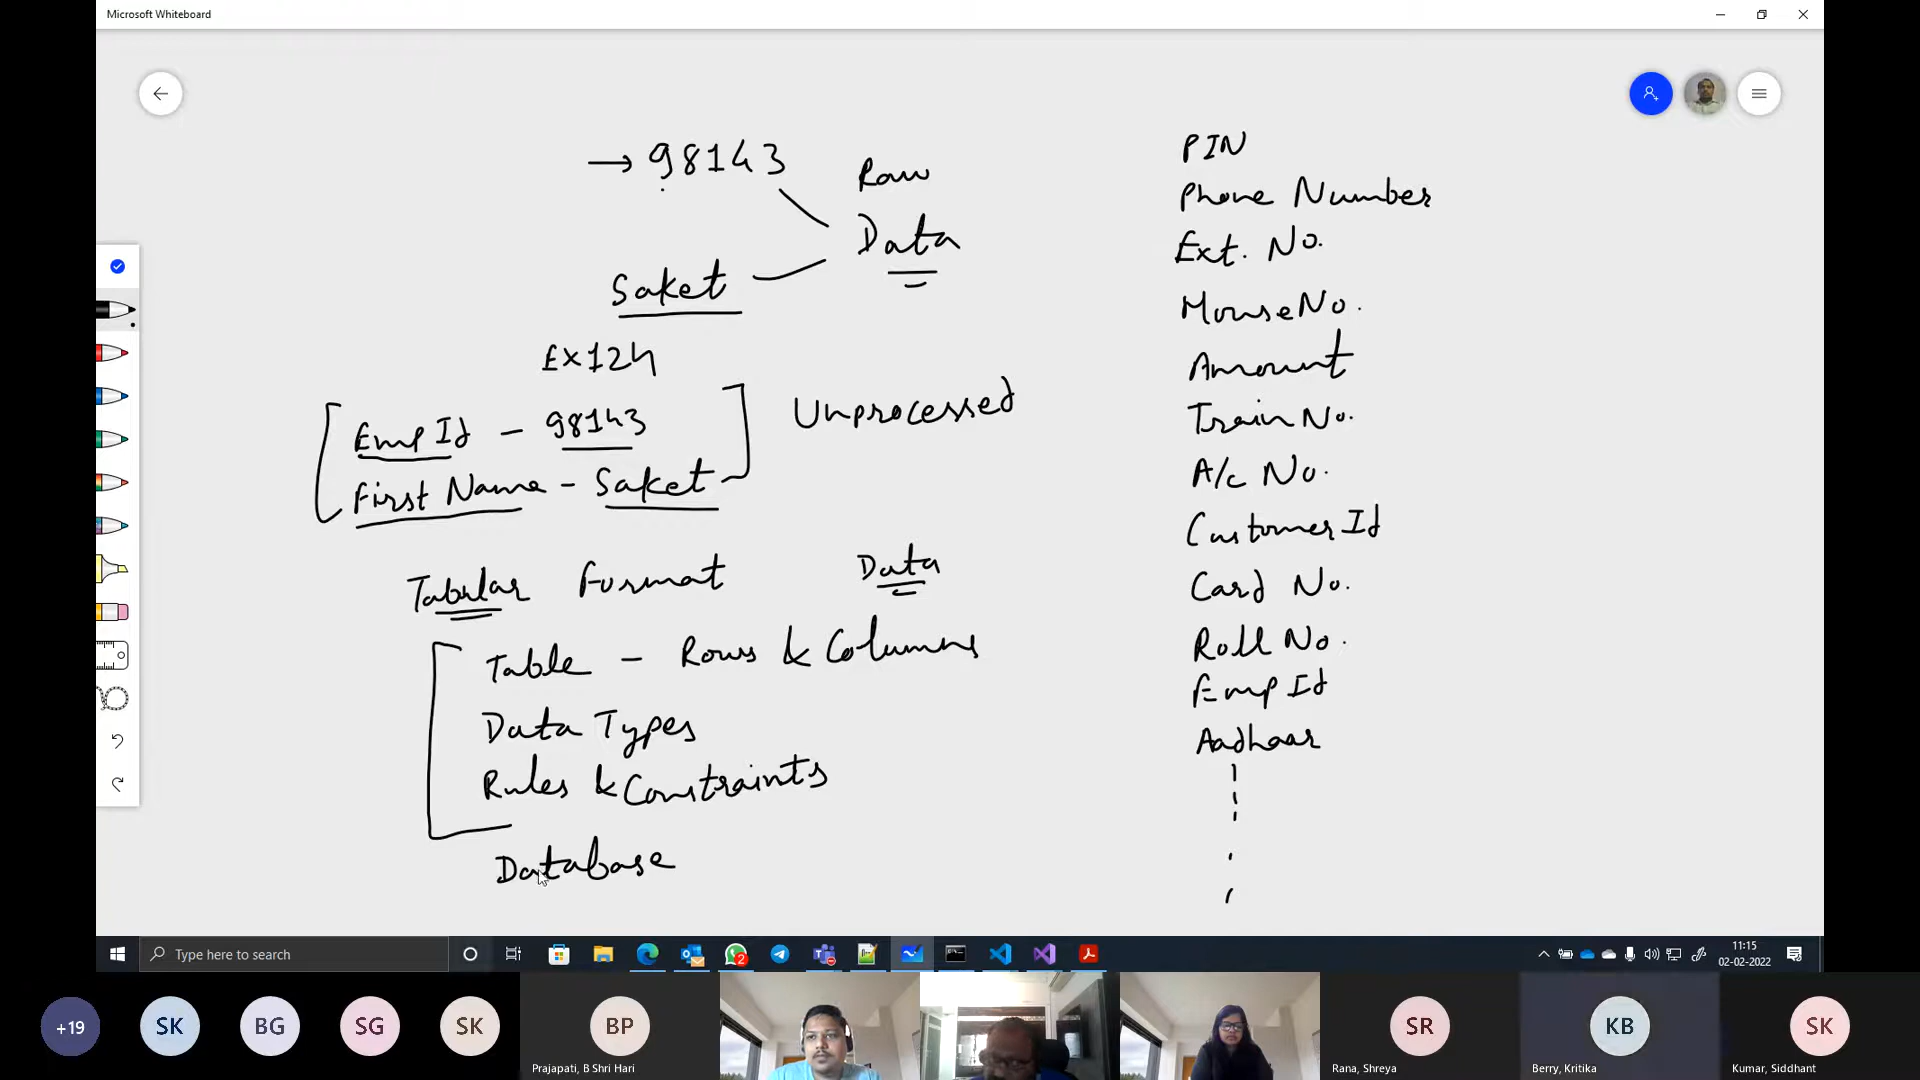 Microsoft Whiteboard
→ 98143
Raw
Data
Saket
EX124
Emp Id - 98143
First Name - Saket
Unprocessed
Tabular Format
Data
Table - Rows & Columns
Data Types
Rules & Constraints
Database
PIN
Phone Number
Ext. No.
Mouse No.
Amount
Train No.
A/c No.
Customer Id
Card No.
Roll No.
Emp Id
Aadhaar
Type here to search
2
11:15
02-02-2022
+19
SK
BG
SG
SK
BP
Prajapati, B Shri Hari
SR
Rana, Shreya
KB
Berry, Kritika
SK
Kumar, Siddhant